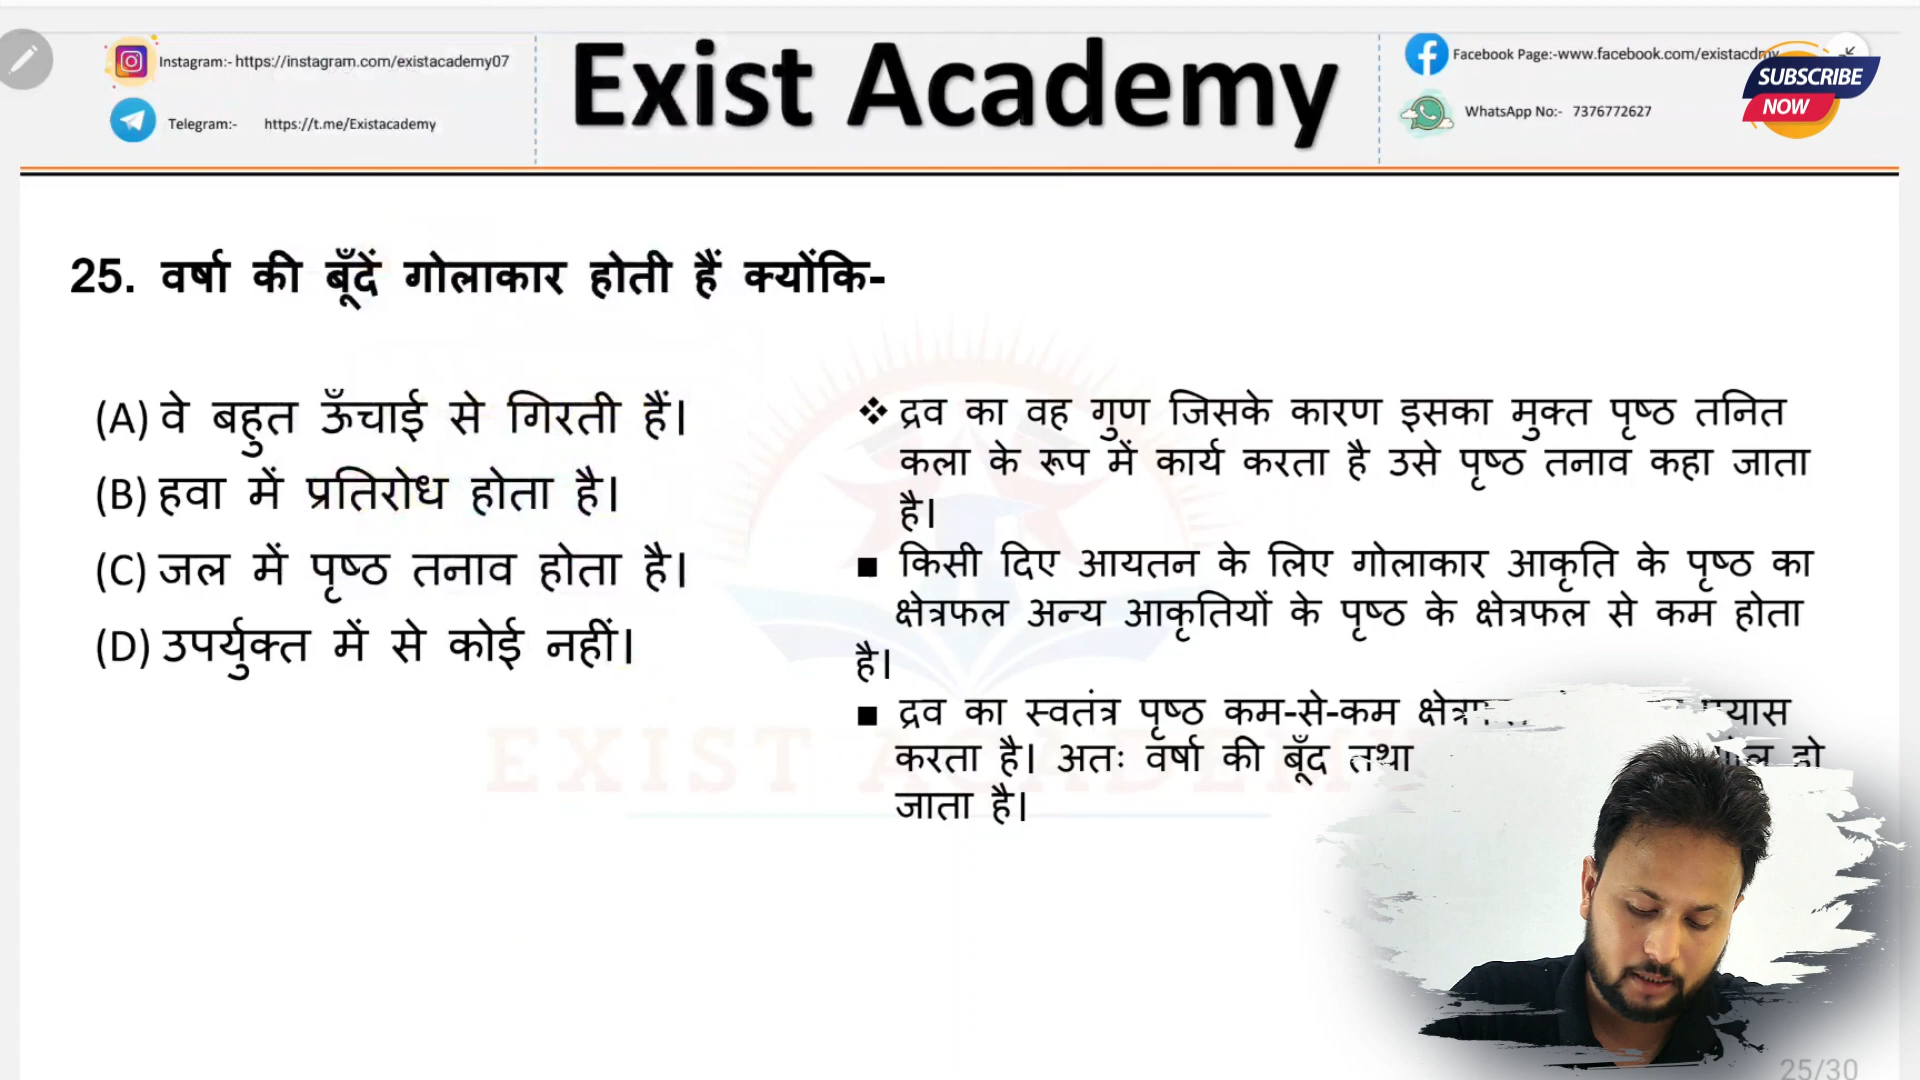 Instagram:- https://instagram.com/existacademy07
Telegram:- https://t.me/Existacademy
Exist Academy
Facebook Page:-www.facebook.com/existacdmy
WhatsApp No:- 7376772627
SUBSCRIBE
NOW
25. वर्षा की बूँदें गोलाकार होती हैं क्योंकि-
(A) वे बहुत ऊँचाई से गिरती हैं।
(B) हवा में प्रतिरोध होता है।
(C) जल में पृष्ठ तनाव होता है।
(D) उपर्युक्त में से कोई नहीं।
❖ द्रव का वह गुण जिसके कारण इसका मुक्त पृष्ठ तनित
कला के रूप में कार्य करता है उसे पृष्ठ तनाव कहा जाता
है।
▪ किसी दिए आयतन के लिए गोलाकार आकृति के पृष्ठ का
क्षेत्रफल अन्य आकृतियों के पृष्ठ के क्षेत्रफल से कम होता
है।
▪ द्रव का स्वतंत्र पृष्ठ कम-से-कम
करता है। अतः वर्षा की बूँद तथा हो
जाता है।
EXIST ACADEMY
25/30